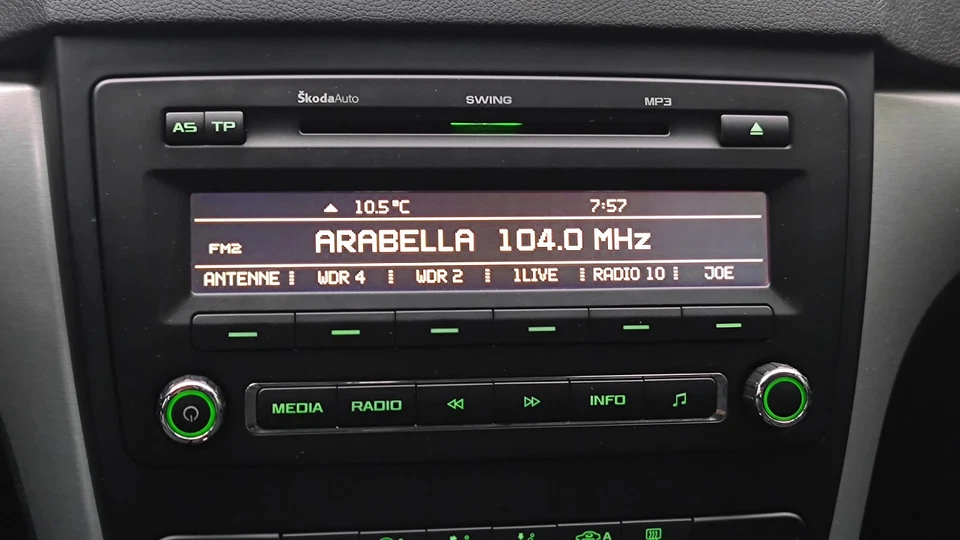 ŠkodaAuto SWING MP3
AS TP
10.5°C 7:57
FM2 ARABELLA 104.0 MHz
ANTENNE WDR 4 WDR 2 1LIVE RADIO 10 JOE
MEDIA RADIO INFO
A